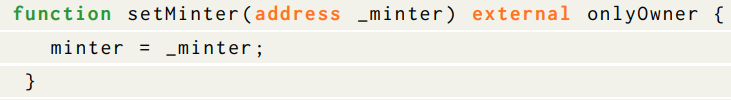 function setMinter(address _minter) external onlyOwner {
minter = _minter;
}